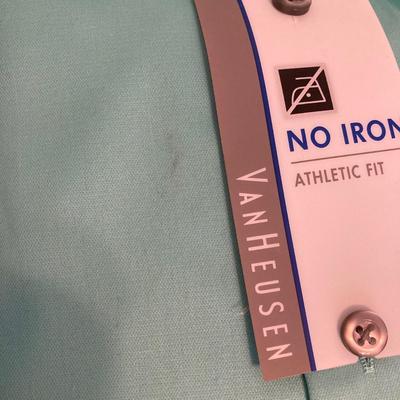 NO IRON
ATHLETIC FIT
VANHEUSEN